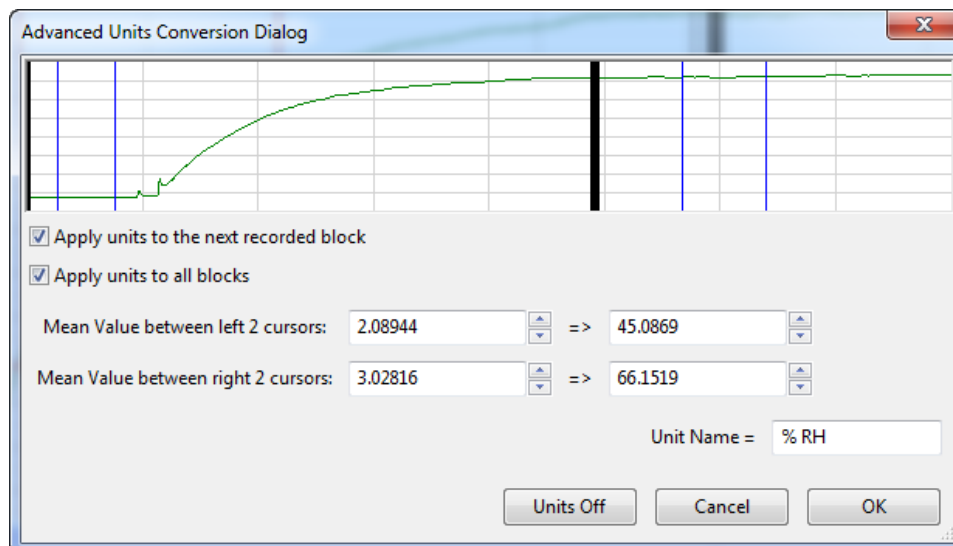 Advanced Units Conversion Dialog
Apply units to the next recorded block
Apply units to all blocks
Mean Value between left 2 cursors: 2.08944 => 45.0869
Mean Value between right 2 cursors: 3.02816 => 66.1519
Unit Name = % RH
Units Off Cancel OK